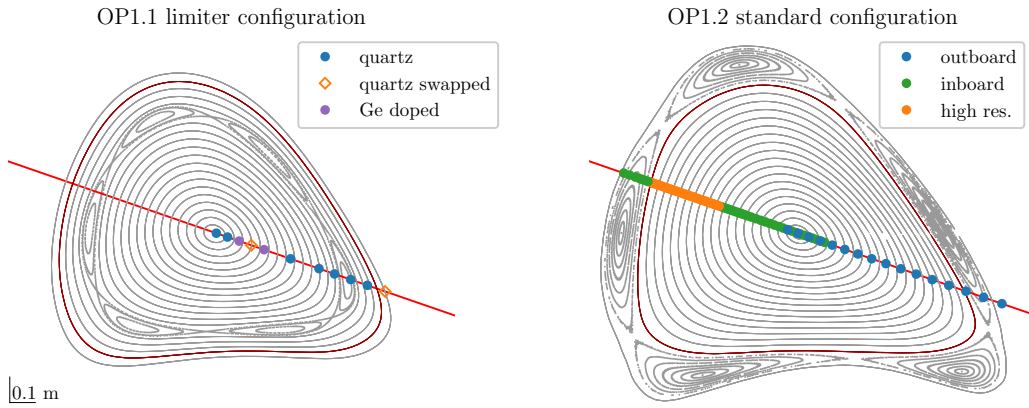 OP1.1 limiter configuration
quartz
quartz swapped
Ge doped
0.1 m
OP1.2 standard configuration
outboard
inboard
high res.